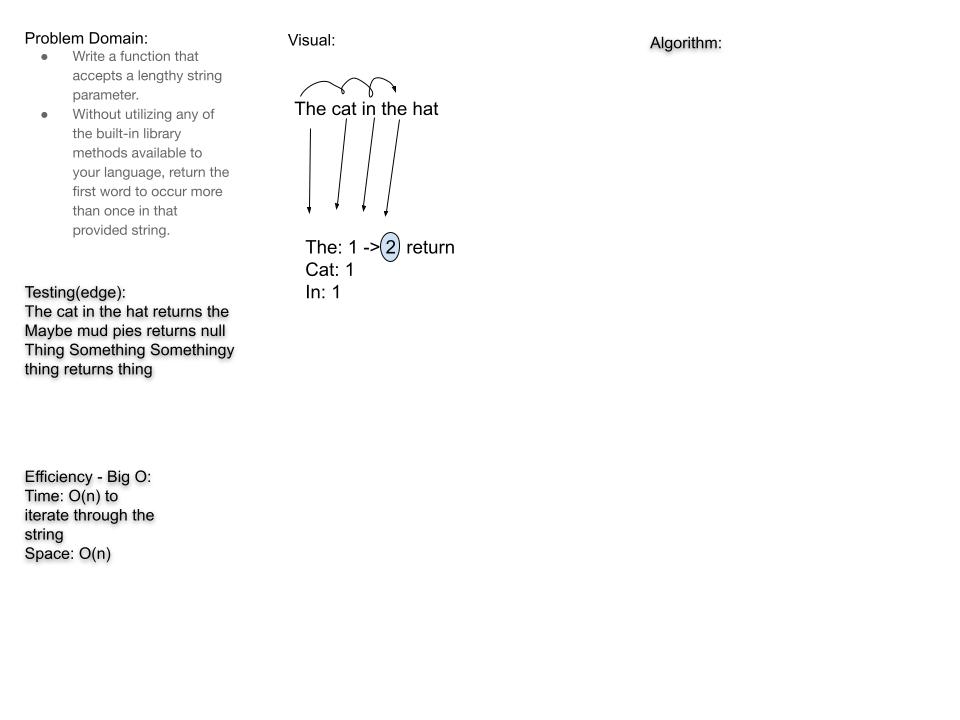 Problem Domain:
● Write a function that
accepts a lengthy string
parameter.
● Without utilizing any of
the built-in library
methods available to
your language, return the
first word to occur more
than once in that
provided string.
Testing(edge):
The cat in the hat returns the
Maybe mud pies returns null
Thing Something Somethingy
thing returns thing
Efficiency - Big O:
Time: O(n) to
iterate through the
string
Space: O(n)
Visual:
The cat in the hat
The: 1 -> 2 return
Cat: 1
In: 1
Algorithm: